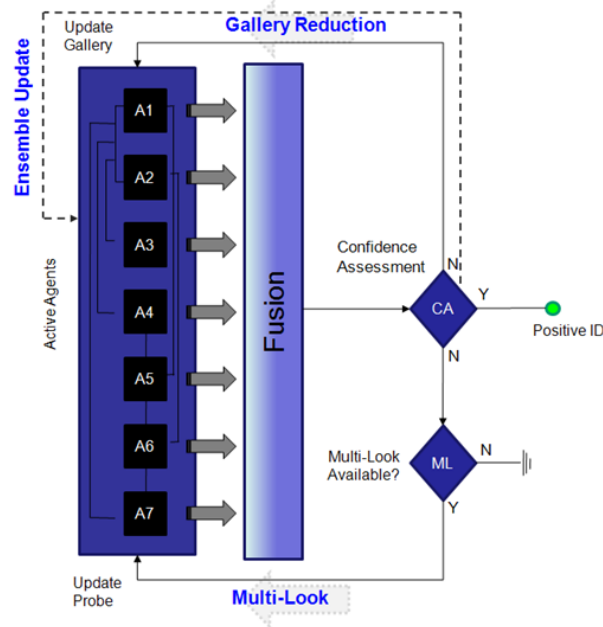 Update
Gallery
Gallery Reduction
Ensemble Update
Active Agents
A1
A2
A3
A4
A5
A6
A7
Fusion
Confidence
Assessment
N
CA
Y
Positive ID
N
Multi-Look
Available?
ML
N
Y
Update
Probe
Multi-Look